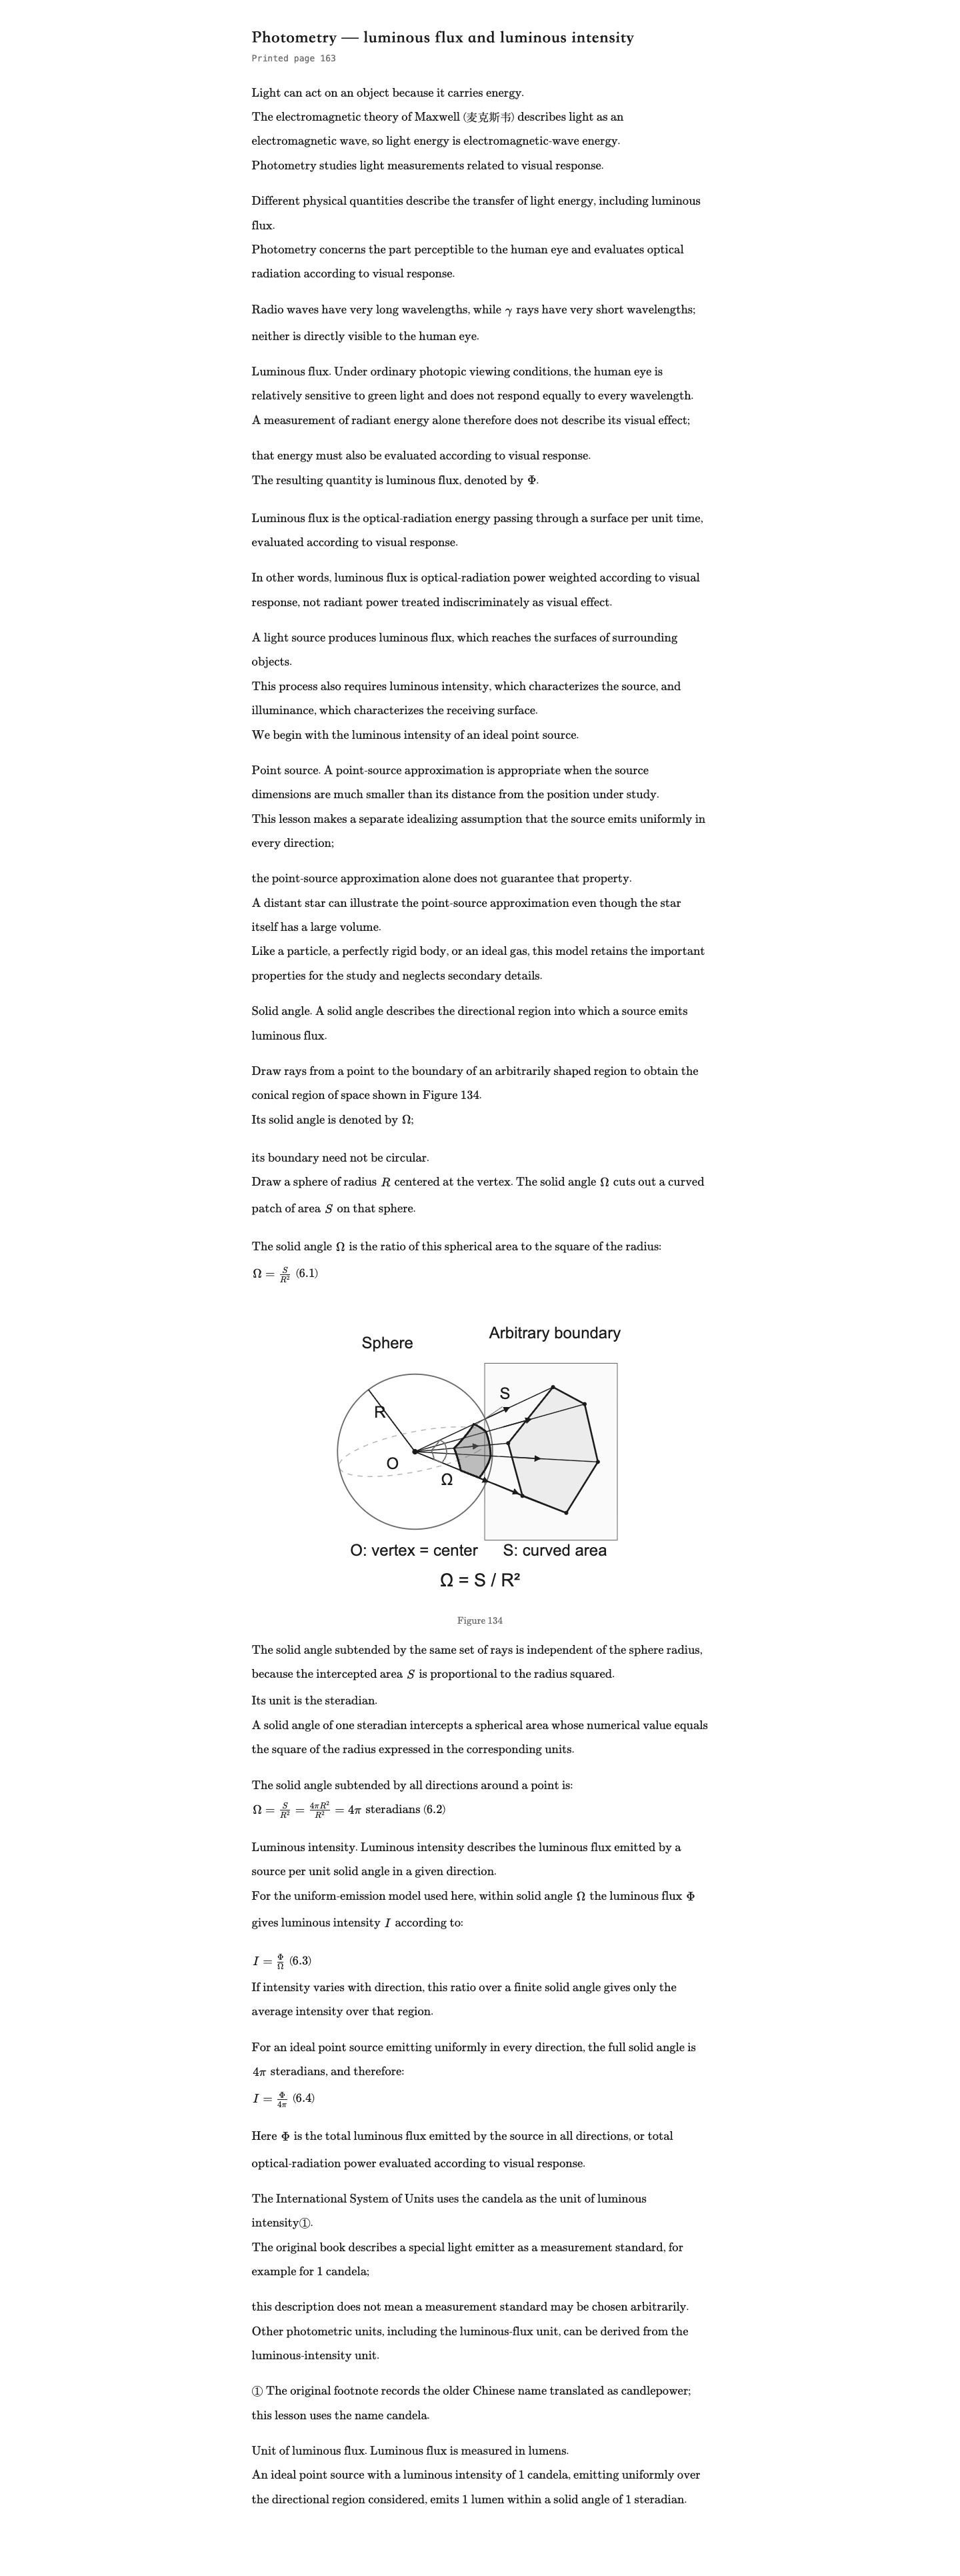 Photometry — luminous flux and luminous intensity
Printed page 163
Light can act on an object because it carries energy.
The electromagnetic theory of Maxwell (麦克斯韦) describes light as an
electromagnetic wave, so light energy is electromagnetic-wave energy.
Photometry studies light measurements related to visual response.
Different physical quantities describe the transfer of light energy, including luminous
flux.
Photometry concerns the part perceptible to the human eye and evaluates optical
radiation according to visual response.
Radio waves have very long wavelengths, while γ rays have very short wavelengths;
neither is directly visible to the human eye.
Luminous flux. Under ordinary photopic viewing conditions, the human eye is
relatively sensitive to green light and does not respond equally to every wavelength.
A measurement of radiant energy alone therefore does not describe its visual effect;
that energy must also be evaluated according to visual response.
The resulting quantity is luminous flux, denoted by Φ.
Luminous flux is the optical-radiation energy passing through a surface per unit time,
evaluated according to visual response.
In other words, luminous flux is optical-radiation power weighted according to visual
response, not radiant power treated indiscriminately as visual effect.
A light source produces luminous flux, which reaches the surfaces of surrounding
objects.
This process also requires luminous intensity, which characterizes the source, and
illuminance, which characterizes the receiving surface.
We begin with the luminous intensity of an ideal point source.
Point source. A point-source approximation is appropriate when the source
dimensions are much smaller than its distance from the position under study.
This lesson makes a separate idealizing assumption that the source emits uniformly in
every direction;
the point-source approximation alone does not guarantee that property.
A distant star can illustrate the point-source approximation even though the star
itself has a large volume.
Like a particle, a perfectly rigid body, or an ideal gas, this model retains the important
properties for the study and neglects secondary details.
Solid angle. A solid angle describes the directional region into which a source emits
luminous flux.
Draw rays from a point to the boundary of an arbitrarily shaped region to obtain the
conical region of space shown in Figure 134.
Its solid angle is denoted by Ω;
its boundary need not be circular.
Draw a sphere of radius R centered at the vertex. The solid angle Ω cuts out a curved
patch of area S on that sphere.
The solid angle Ω is the ratio of this spherical area to the square of the radius:
Ω = S/R² (6.1)
Sphere
Arbitrary boundary
S
R
O
Ω
O: vertex = center
S: curved area
Ω = S / R²
Figure 134
The solid angle subtended by the same set of rays is independent of the sphere radius,
because the intercepted area S is proportional to the radius squared.
Its unit is the steradian.
A solid angle of one steradian intercepts a spherical area whose numerical value equals
the square of the radius expressed in the corresponding units.
The solid angle subtended by all directions around a point is:
Ω = S/R² = 4πR²/R² = 4π steradians (6.2)
Luminous intensity. Luminous intensity describes the luminous flux emitted by a
source per unit solid angle in a given direction.
For the uniform-emission model used here, within solid angle Ω the luminous flux Φ
gives luminous intensity I according to:
I = Φ/Ω (6.3)
If intensity varies with direction, this ratio over a finite solid angle gives only the
average intensity over that region.
For an ideal point source emitting uniformly in every direction, the full solid angle is
4π steradians, and therefore:
I = Φ/4π (6.4)
Here Φ is the total luminous flux emitted by the source in all directions, or total
optical-radiation power evaluated according to visual response.
The International System of Units uses the candela as the unit of luminous
intensity①.
The original book describes a special light emitter as a measurement standard, for
example for 1 candela;
this description does not mean a measurement standard may be chosen arbitrarily.
Other photometric units, including the luminous-flux unit, can be derived from the
luminous-intensity unit.
① The original footnote records the older Chinese name translated as candlepower;
this lesson uses the name candela.
Unit of luminous flux. Luminous flux is measured in lumens.
An ideal point source with a luminous intensity of 1 candela, emitting uniformly over
the directional region considered, emits 1 lumen within a solid angle of 1 steradian.